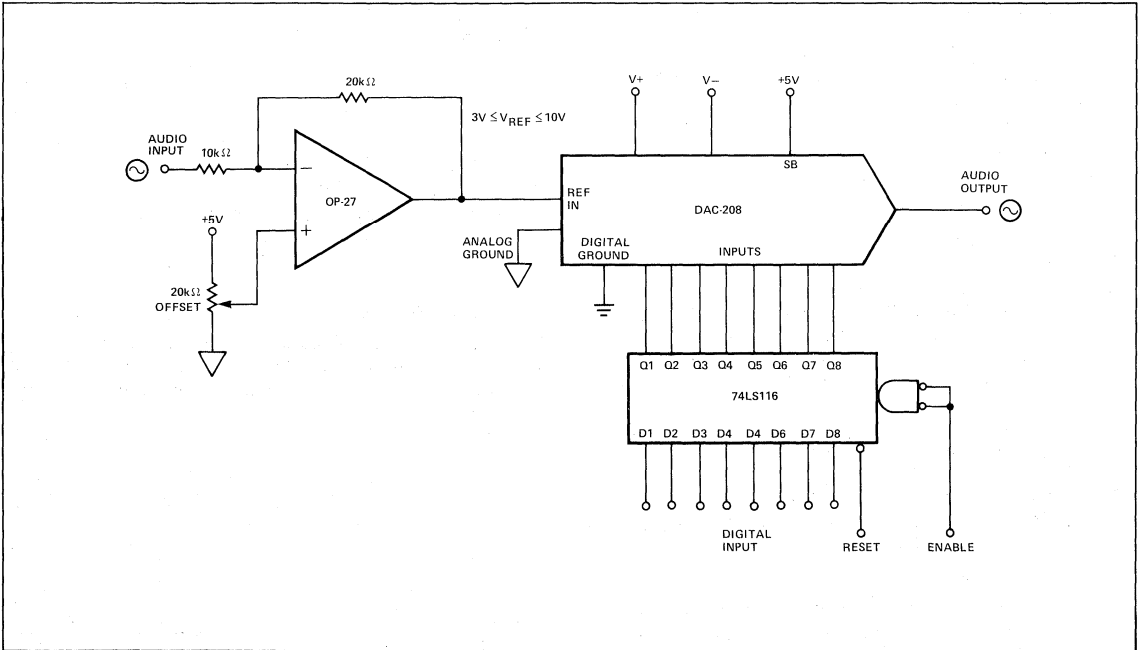 20kΩ
3V ≤ VREF ≤ 10V
AUDIO
INPUT
10kΩ
−
OP-27
+
+5V
20kΩ
OFFSET
V+
V−
+5V
SB
REF
IN
DAC-208
ANALOG
GROUND
DIGITAL
GROUND
INPUTS
AUDIO
OUTPUT
Q1 Q2 Q3 Q4 Q5 Q6 Q7 Q8
74LS116
D1 D2 D3 D4 D4 D6 D7 D8
DIGITAL
INPUT
RESET
ENABLE